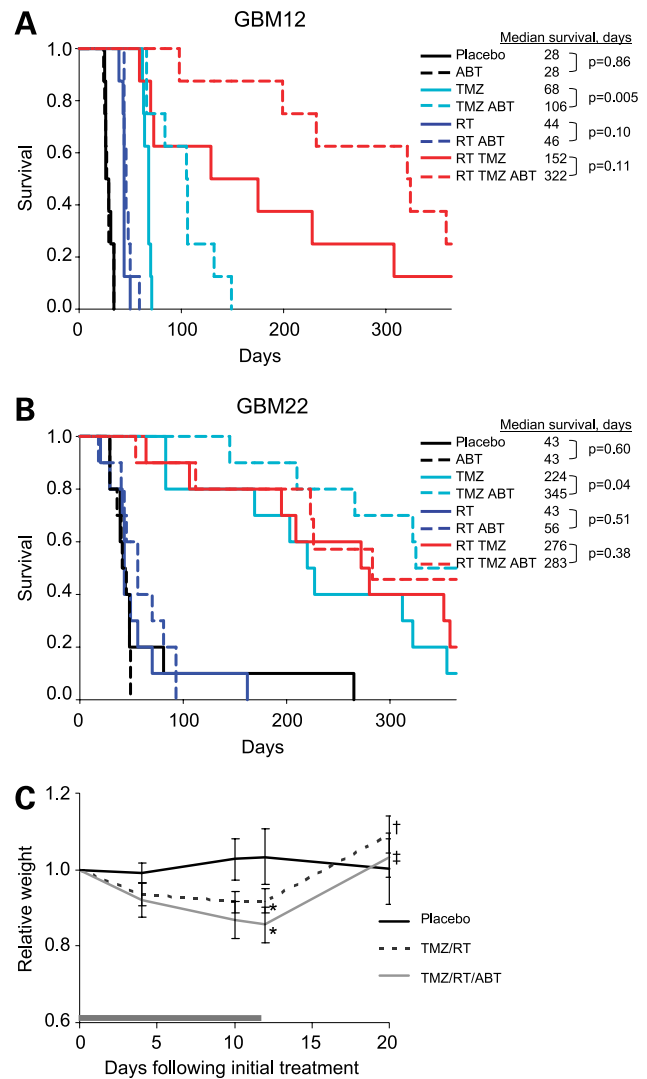 A
GBM12
Median survival, days
Placebo 28
ABT 28
p=0.86
TMZ 68
TMZ ABT 106
p=0.005
RT 44
RT ABT 46
p=0.10
RT TMZ 152
RT TMZ ABT 322
p=0.11
Survival
1.0
0.8
0.6
0.4
0.2
0.0
0 100 200 300
Days
B
GBM22
Median survival, days
Placebo 43
ABT 43
p=0.60
TMZ 224
TMZ ABT 345
p=0.04
RT 43
RT ABT 56
p=0.51
RT TMZ 276
RT TMZ ABT 283
p=0.38
Survival
1.0
0.8
0.6
0.4
0.2
0.0
0 100 200 300
Days
C
Relative weight
1.2
1.0
0.8
0.6
†
‡
*
*
Placebo
TMZ/RT
TMZ/RT/ABT
0 5 10 15 20
Days following initial treatment